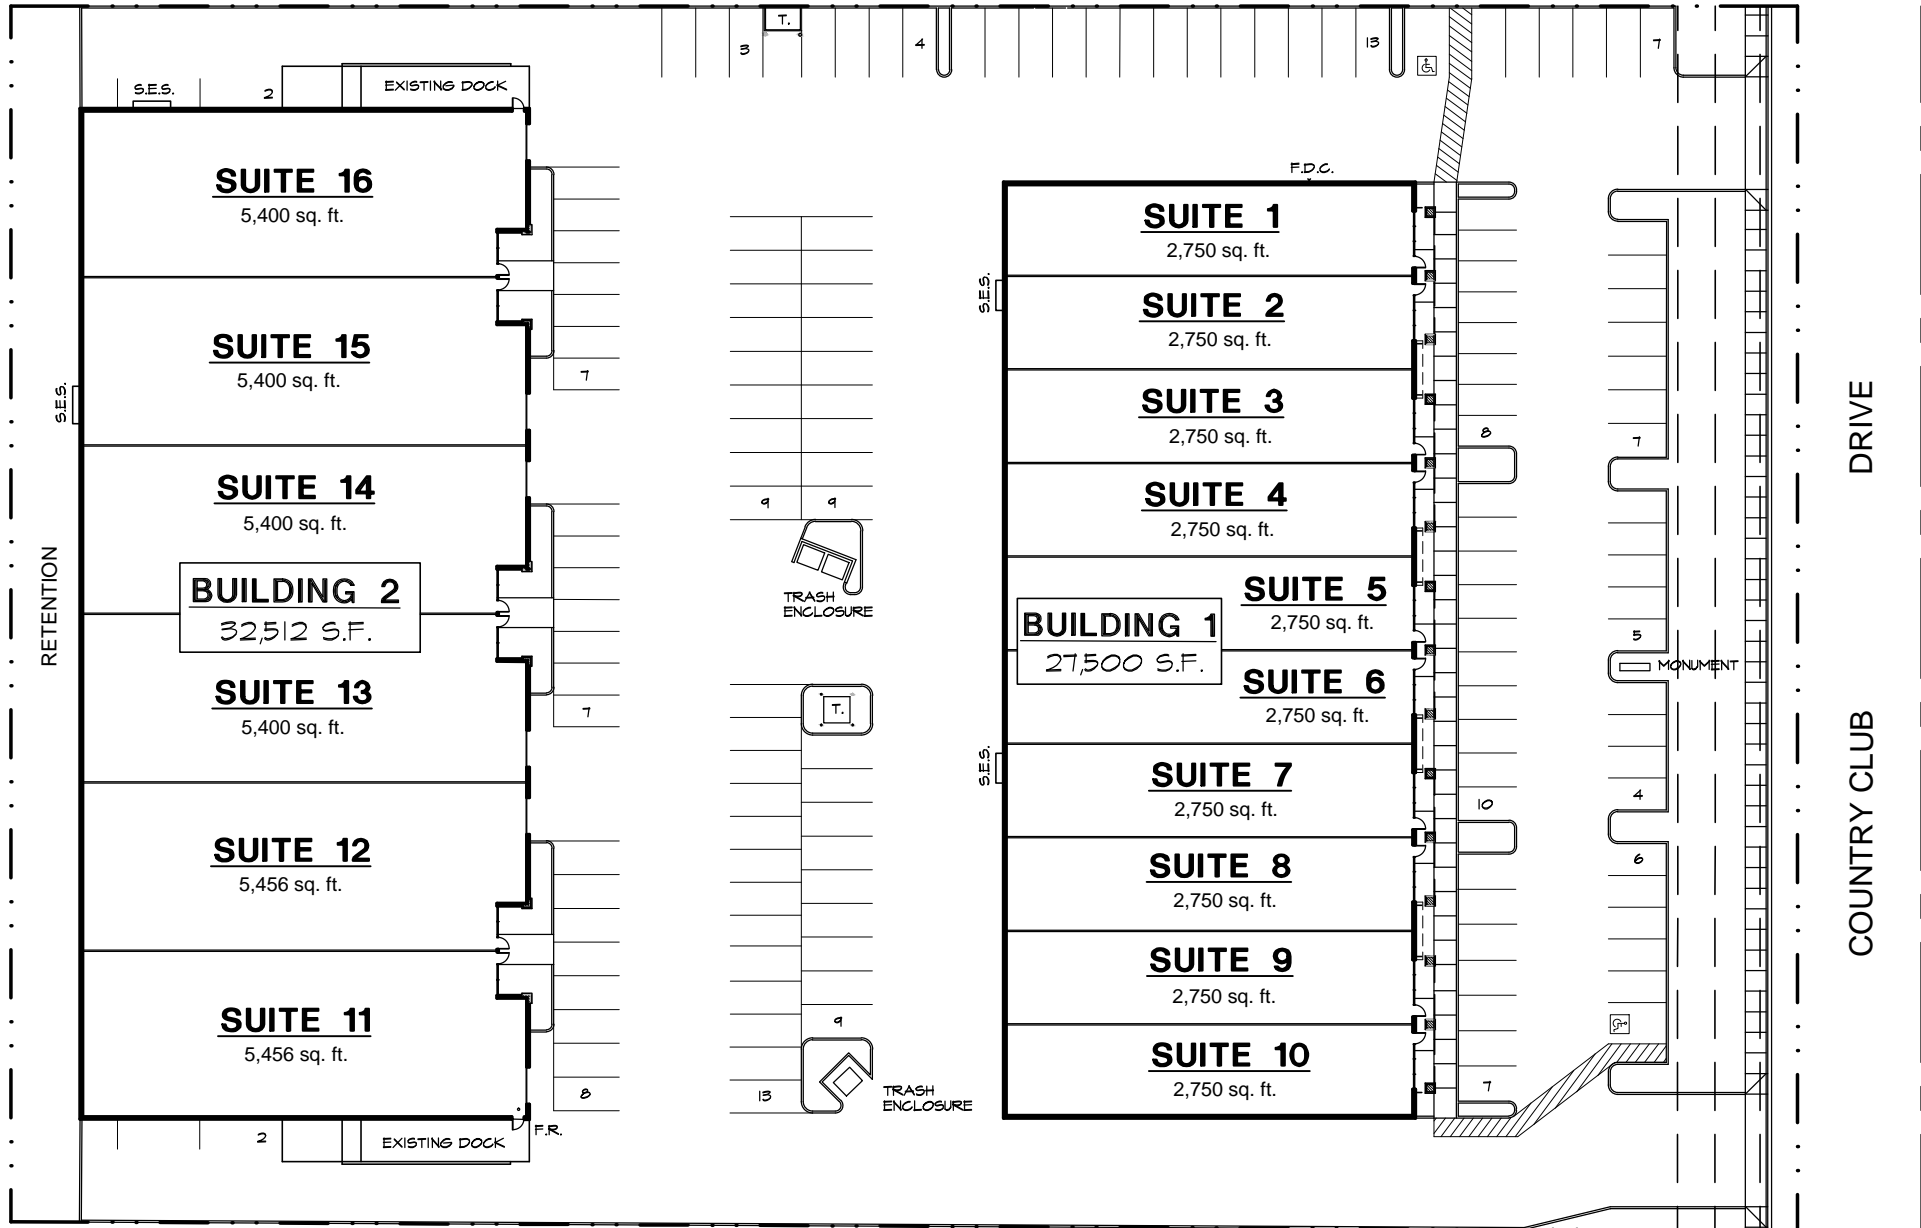 T.
3
4
13
7
S.E.S.
2
EXISTING DOCK
SUITE 16
5,400 sq. ft.
SUITE 15
5,400 sq. ft.
7
S.E.S.
SUITE 14
5,400 sq. ft.
RETENTION
BUILDING 2
32,512 S.F.
SUITE 13
5,400 sq. ft.
7
SUITE 12
5,456 sq. ft.
SUITE 11
5,456 sq. ft.
8
2
EXISTING DOCK
F.R.
9
9
TRASH
ENCLOSURE
T.
9
13
TRASH
ENCLOSURE
F.D.C.
SUITE 1
2,750 sq. ft.
S.E.S.
SUITE 2
2,750 sq. ft.
SUITE 3
2,750 sq. ft.
SUITE 4
2,750 sq. ft.
SUITE 5
2,750 sq. ft.
BUILDING 1
27,500 S.F.
SUITE 6
2,750 sq. ft.
S.E.S.
SUITE 7
2,750 sq. ft.
SUITE 8
2,750 sq. ft.
SUITE 9
2,750 sq. ft.
SUITE 10
2,750 sq. ft.
8
7
5
MONUMENT
4
10
6
7
COUNTRY CLUB DRIVE